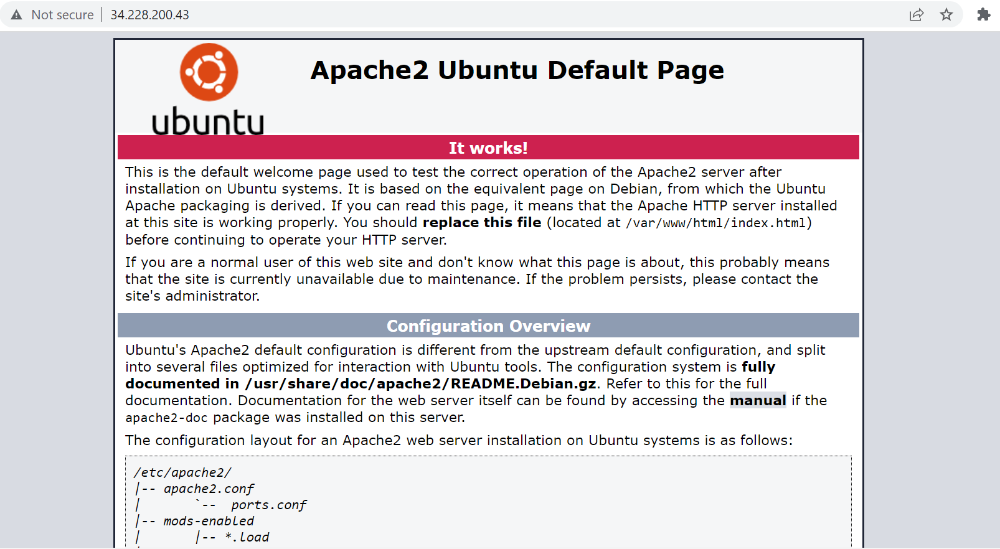 Not secure | 34.228.200.43
Apache2 Ubuntu Default Page
ubuntu
It works!
This is the default welcome page used to test the correct operation of the Apache2 server after
installation on Ubuntu systems. It is based on the equivalent page on Debian, from which the Ubuntu
Apache packaging is derived. If you can read this page, it means that the Apache HTTP server installed
at this site is working properly. You should replace this file (located at /var/www/html/index.html)
before continuing to operate your HTTP server.
If you are a normal user of this web site and don't know what this page is about, this probably means
that the site is currently unavailable due to maintenance. If the problem persists, please contact the
site's administrator.
Configuration Overview
Ubuntu's Apache2 default configuration is different from the upstream default configuration, and split
into several files optimized for interaction with Ubuntu tools. The configuration system is fully
documented in /usr/share/doc/apache2/README.Debian.gz. Refer to this for the full
documentation. Documentation for the web server itself can be found by accessing the manual if the
apache2-doc package was installed on this server.
The configuration layout for an Apache2 web server installation on Ubuntu systems is as follows:
/etc/apache2/
|-- apache2.conf
|       `--  ports.conf
|-- mods-enabled
|       |-- *.load